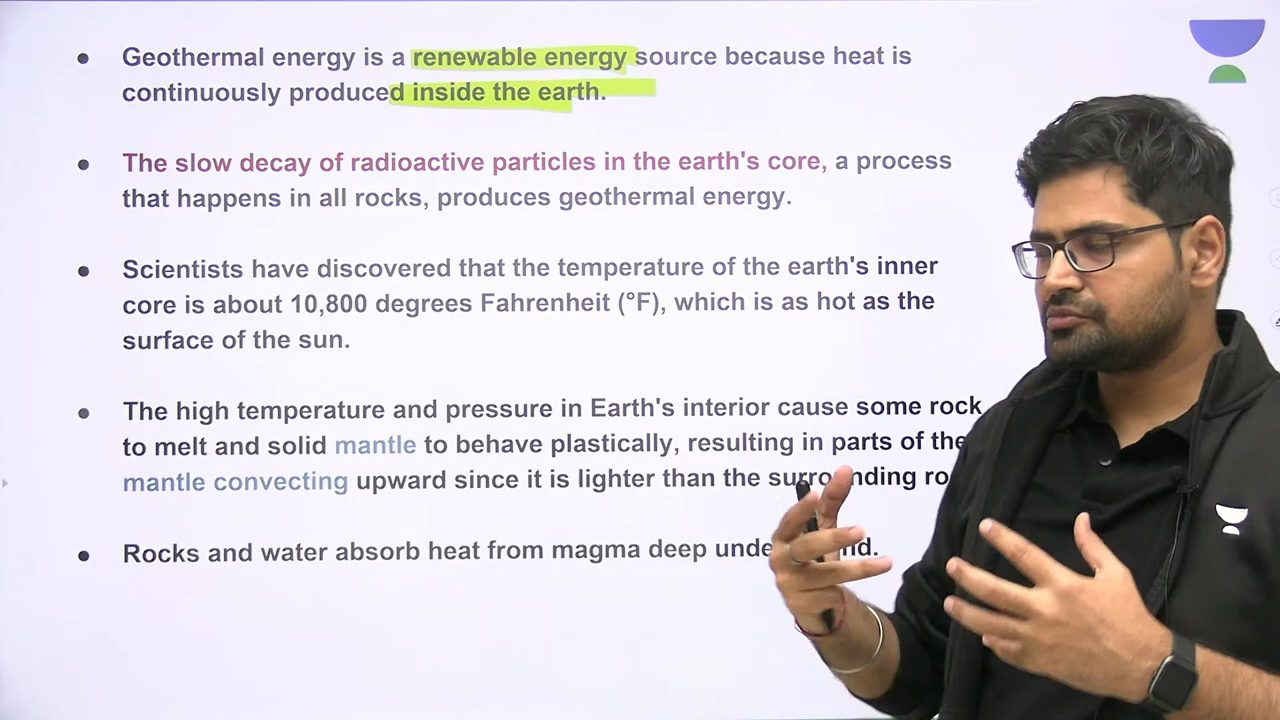 ● Geothermal energy is a renewable energy source because heat is
continuously produced inside the earth.
● The slow decay of radioactive particles in the earth's core, a process
that happens in all rocks, produces geothermal energy.
● Scientists have discovered that the temperature of the earth's inner
core is about 10,800 degrees Fahrenheit (°F), which is as hot as the
surface of the sun.
● The high temperature and pressure in Earth's interior cause some rock
to melt and solid mantle to behave plastically, resulting in parts of the
mantle convecting upward since it is lighter than the surrounding
● Rocks and water absorb heat from magma deep